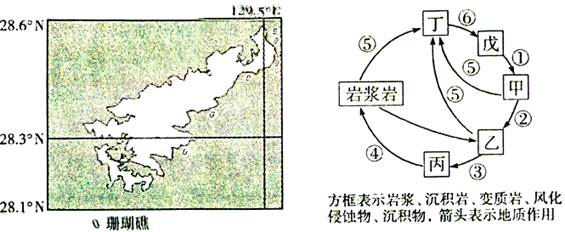 129.5°E
28.6°N
28.3°N
28.1°N
珊瑚礁
丁
⑥
戊
①
⑤
⑤
甲
岩浆岩
⑤
②
乙
④
丙
③
方框表示岩浆、沉积岩、变质岩、风化
侵蚀物、沉积物，箭头表示地质作用